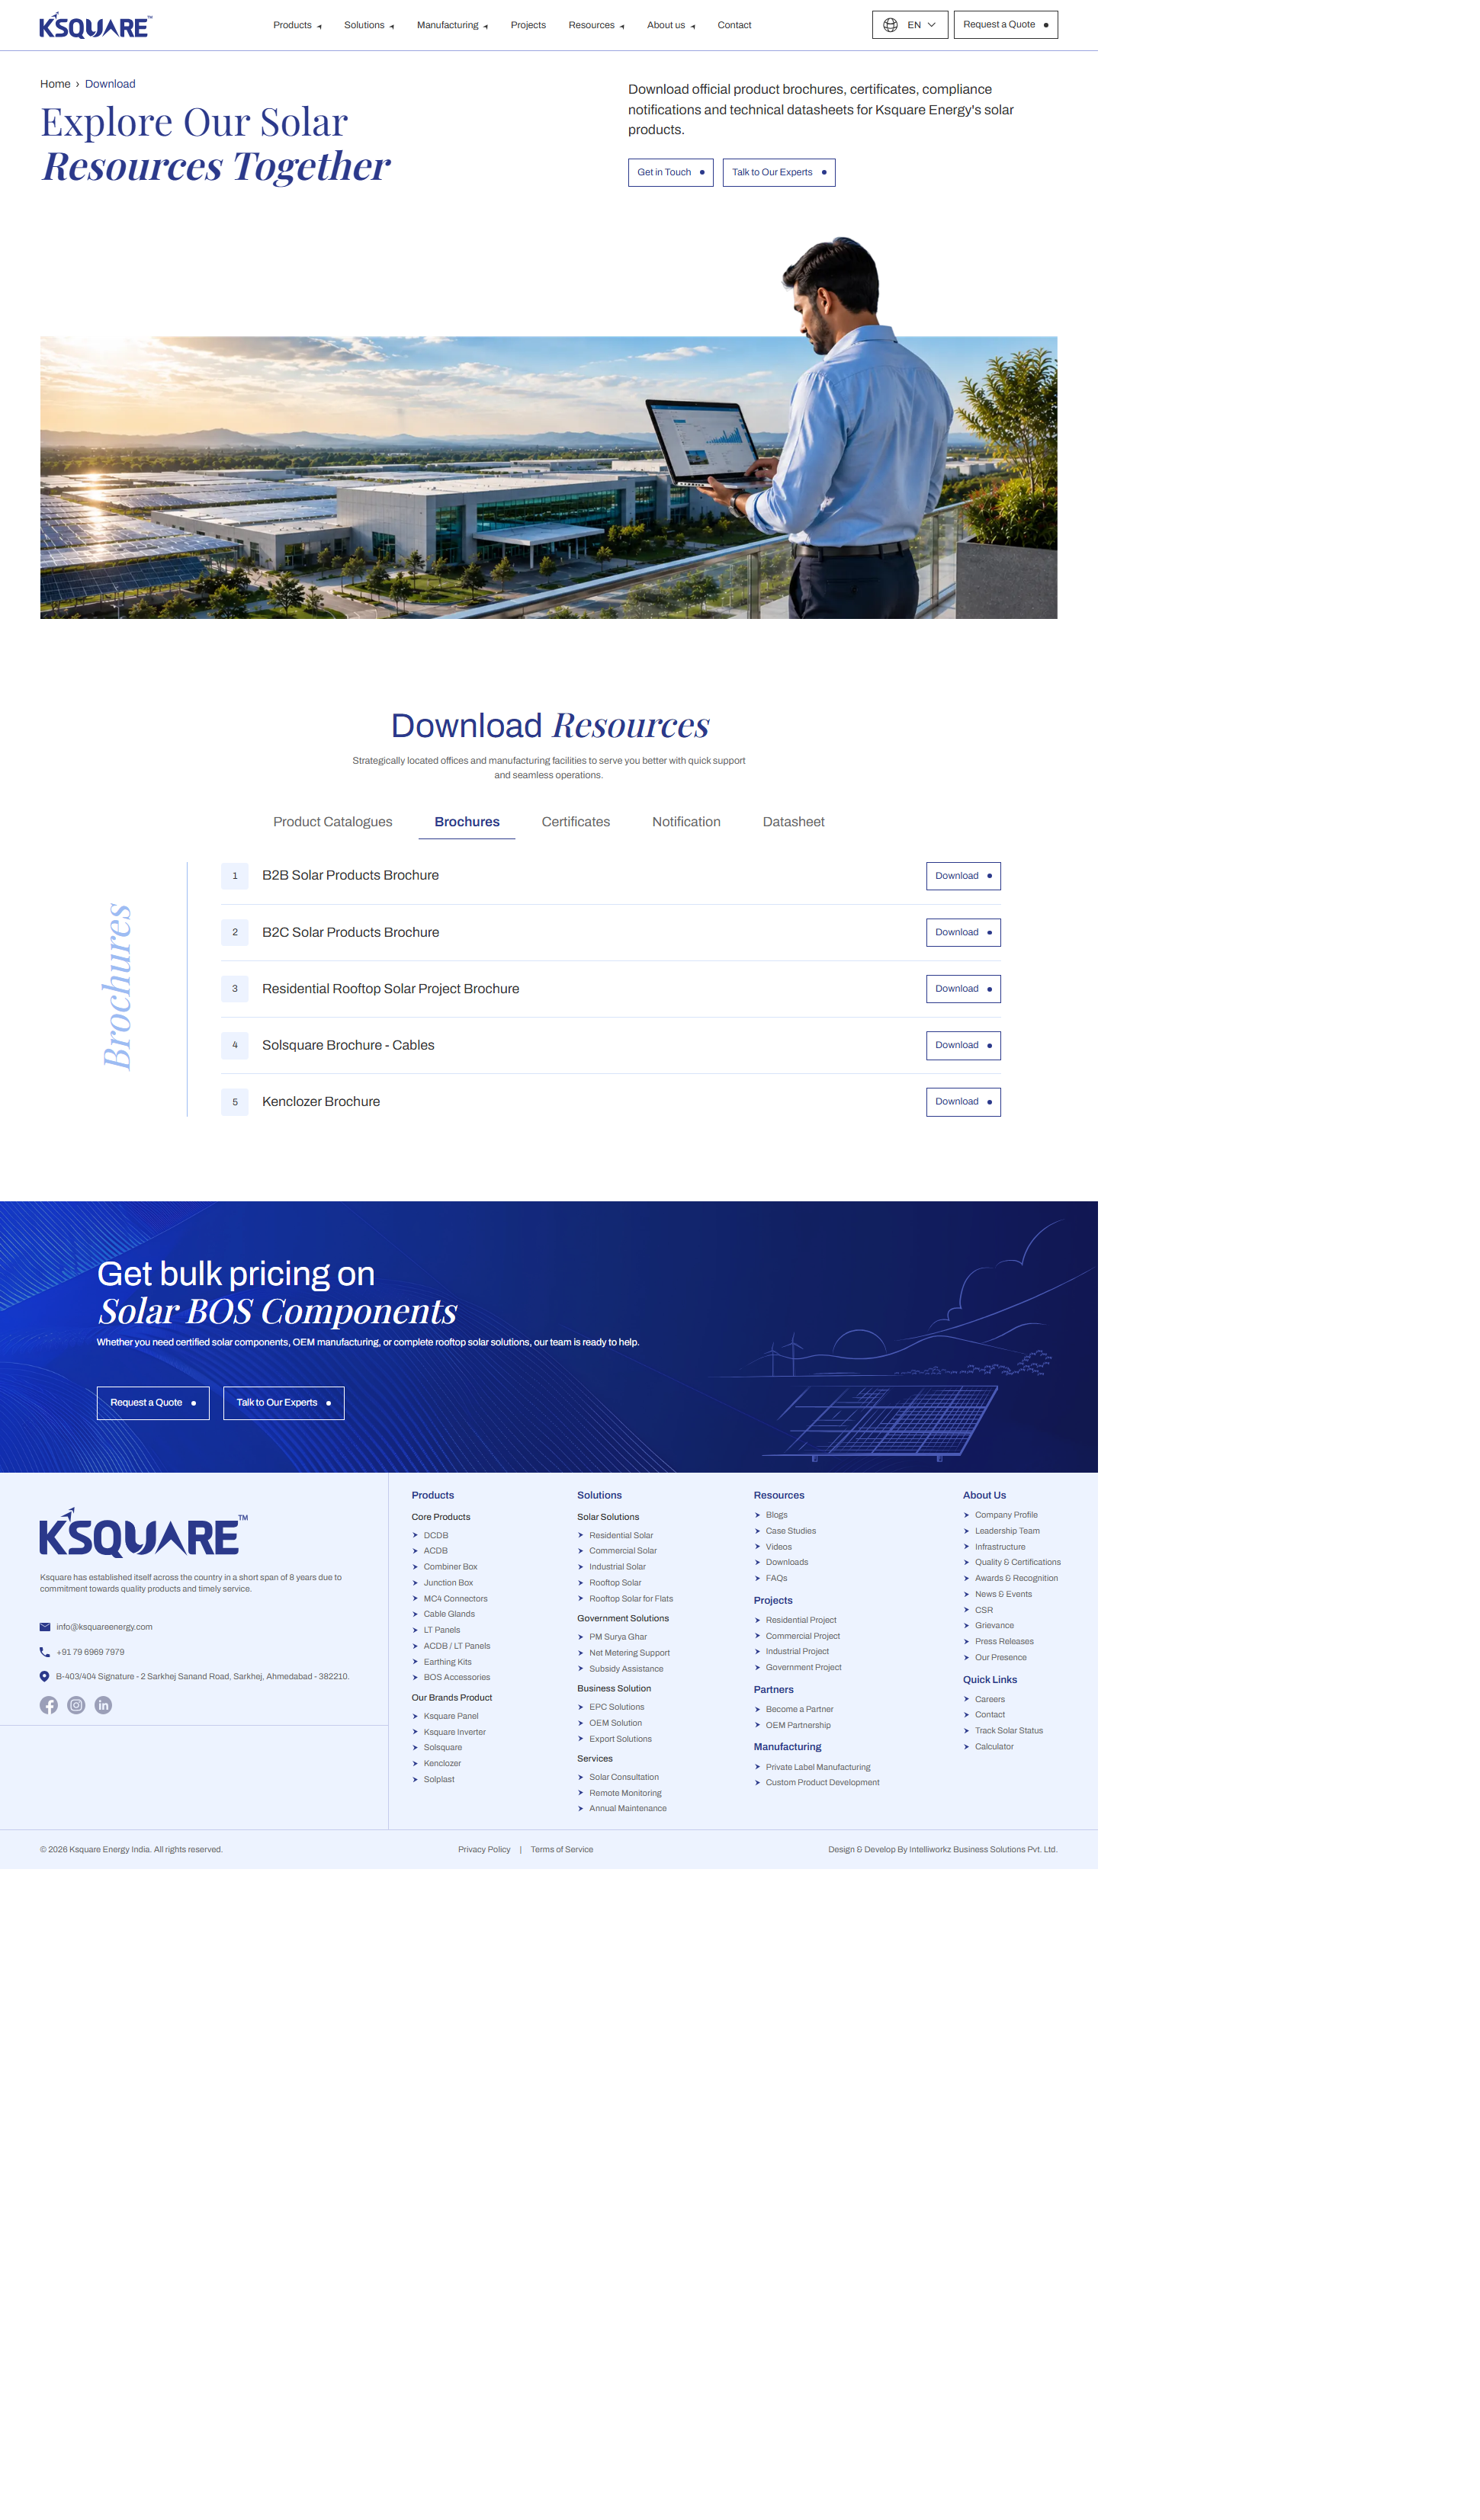 KSQUARE™
Products
Solutions
Manufacturing
Projects
Resources
About us
Contact
EN
Request a Quote
Home › Download
Explore Our Solar
Resources Together
Download official product brochures, certificates, compliance
notifications and technical datasheets for Ksquare Energy's solar
products.
Get in Touch
Talk to Our Experts
Download Resources
Strategically located offices and manufacturing facilities to serve you better with quick support
and seamless operations.
Product Catalogues
Brochures
Certificates
Notification
Datasheet
Brochures
1 B2B Solar Products Brochure Download
2 B2C Solar Products Brochure Download
3 Residential Rooftop Solar Project Brochure Download
4 Solsquare Brochure - Cables Download
5 Kenclozer Brochure Download
Get bulk pricing on
Solar BOS Components
Whether you need certified solar components, OEM manufacturing, or complete rooftop solar solutions, our team is ready to help.
Request a Quote
Talk to Our Experts
KSQUARE™
Ksquare has established itself across the country in a short span of 8 years due to
commitment towards quality products and timely service.
info@ksquareenergy.com
+91 79 6969 7979
B-403/404 Signature - 2 Sarkhej Sanand Road, Sarkhej, Ahmedabad - 382210.
Products
Core Products
DCDB
ACDB
Combiner Box
Junction Box
MC4 Connectors
Cable Glands
LT Panels
ACDB / LT Panels
Earthing Kits
BOS Accessories
Our Brands Product
Ksquare Panel
Ksquare Inverter
Solsquare
Kenclozer
Solplast
Solutions
Solar Solutions
Residential Solar
Commercial Solar
Industrial Solar
Rooftop Solar
Rooftop Solar for Flats
Government Solutions
PM Surya Ghar
Net Metering Support
Subsidy Assistance
Business Solution
EPC Solutions
OEM Solution
Export Solutions
Services
Solar Consultation
Remote Monitoring
Annual Maintenance
Resources
Blogs
Case Studies
Videos
Downloads
FAQs
Projects
Residential Project
Commercial Project
Industrial Project
Government Project
Partners
Become a Partner
OEM Partnership
Manufacturing
Private Label Manufacturing
Custom Product Development
About Us
Company Profile
Leadership Team
Infrastructure
Quality & Certifications
Awards & Recognition
News & Events
CSR
Grievance
Press Releases
Our Presence
Quick Links
Careers
Contact
Track Solar Status
Calculator
© 2026 Ksquare Energy India. All rights reserved.
Privacy Policy | Terms of Service
Design & Develop By Intelliworkz Business Solutions Pvt. Ltd.